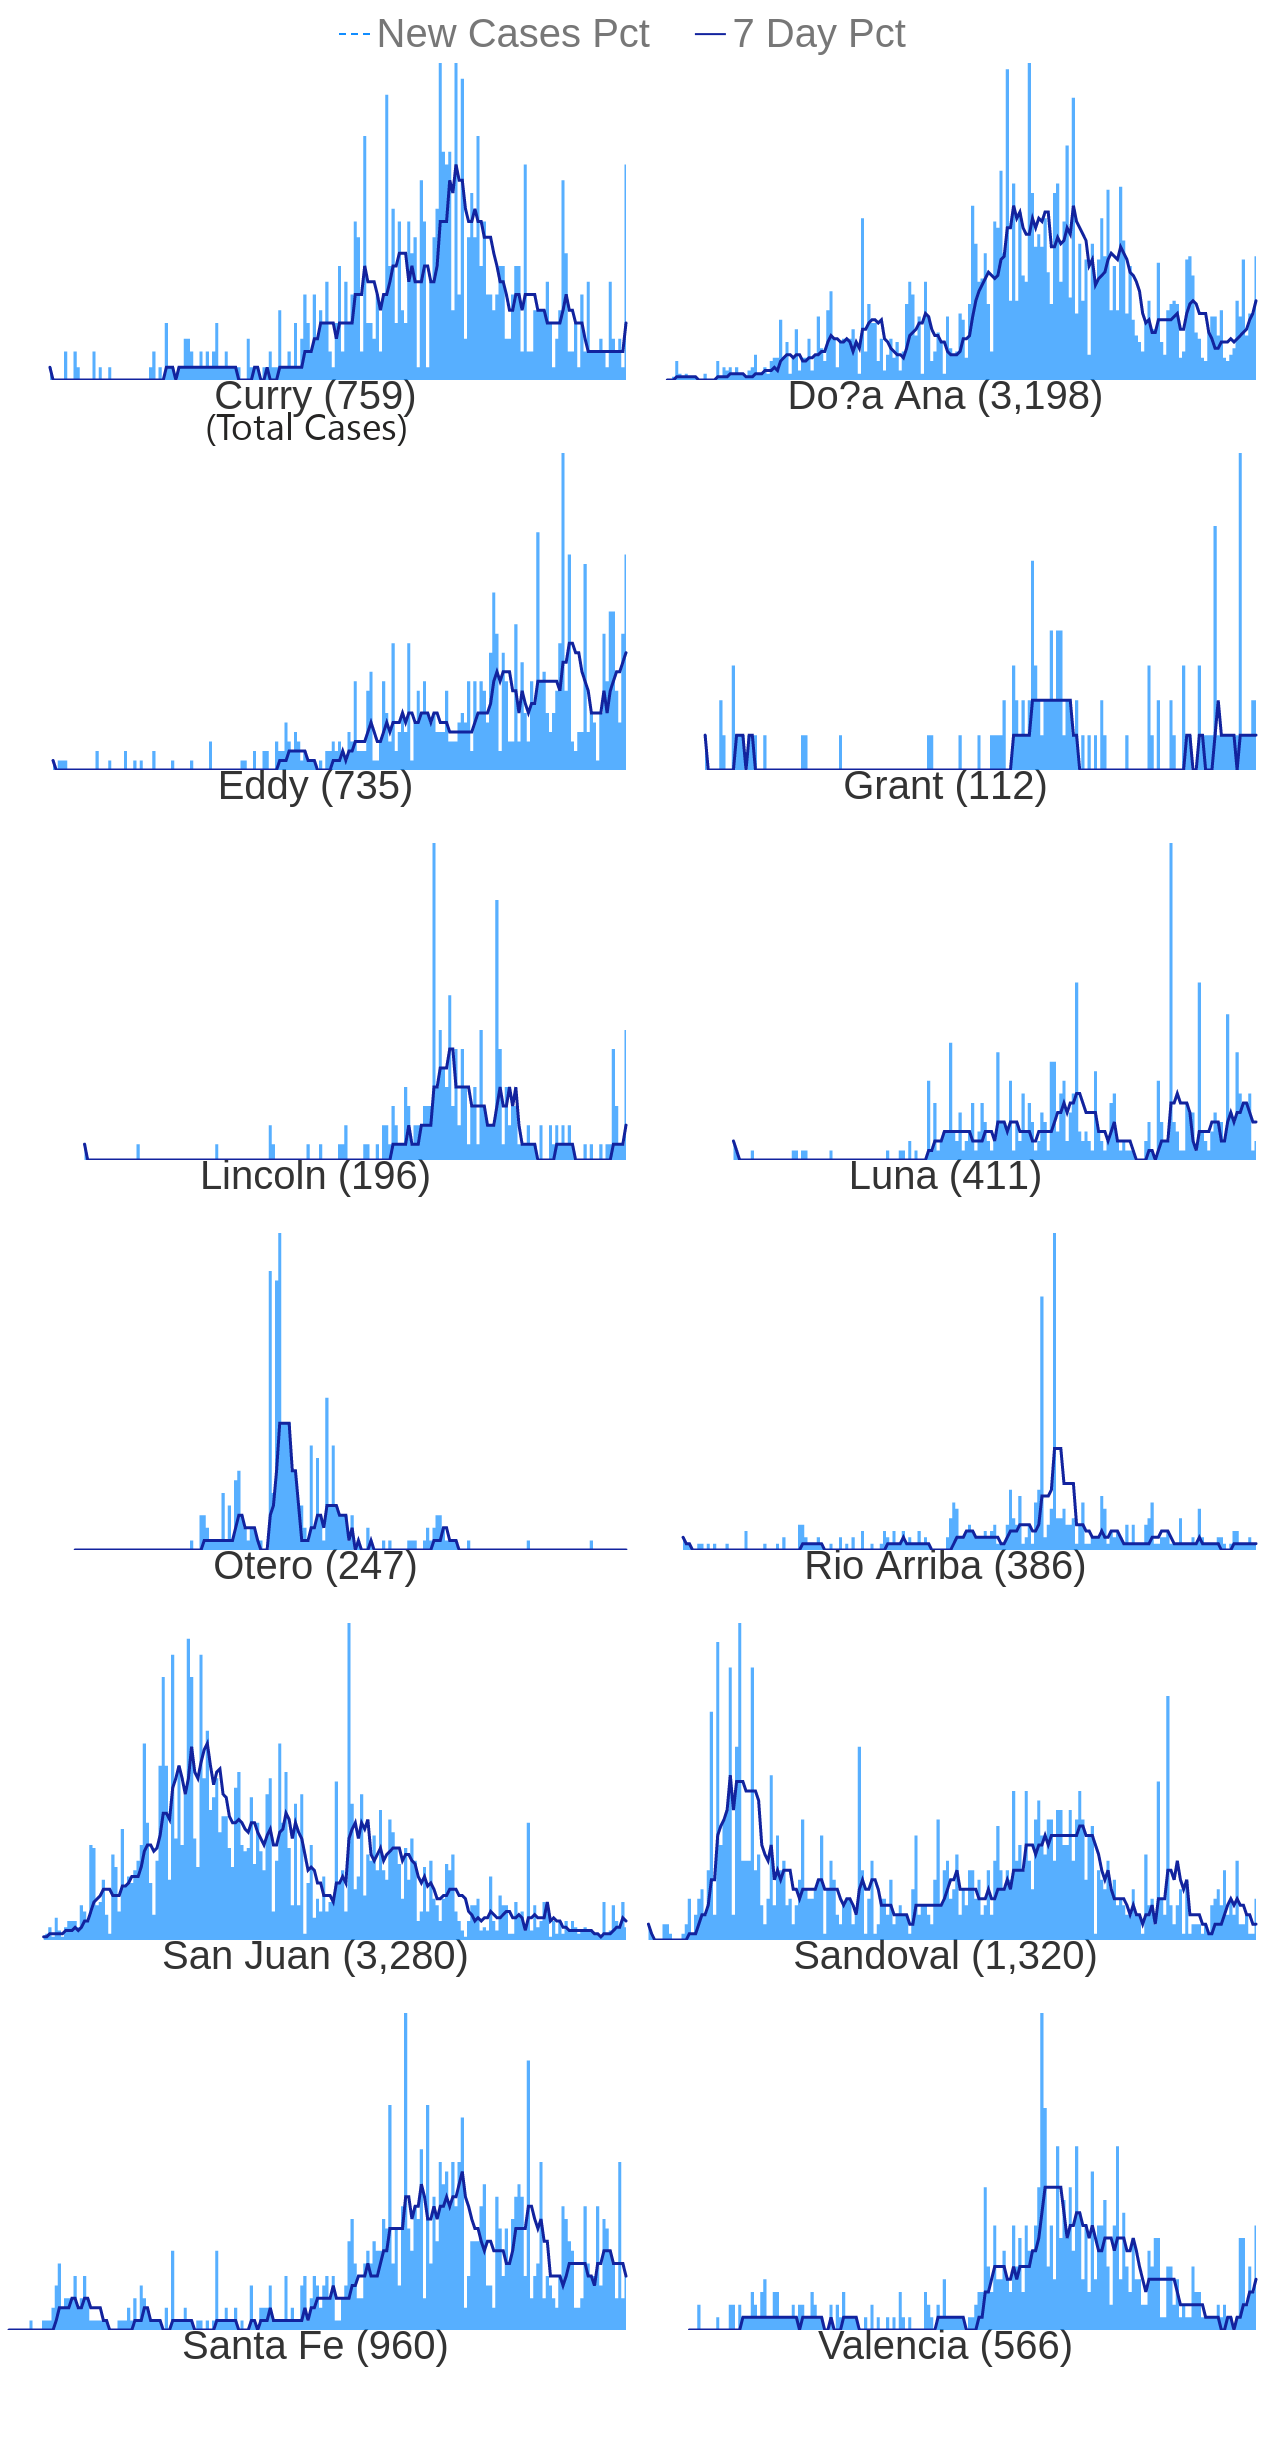 New Cases Pct 7 Day Pct
Curry (759) Do?a Ana (3,198)
(Total Cases)
Eddy (735) Grant (112)
Lincoln (196) Luna (411)
Otero (247) Rio Arriba (386)
San Juan (3,280) Sandoval (1,320)
Santa Fe (960) Valencia (566)